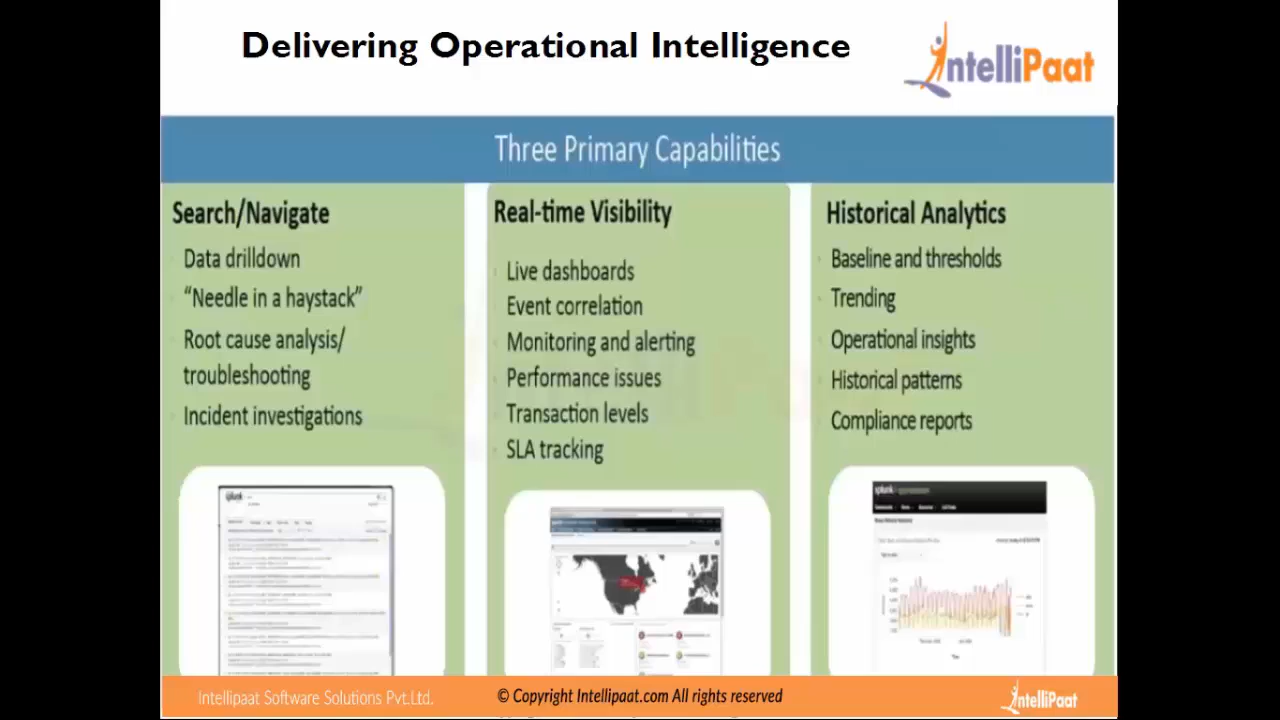 Delivering Operational Intelligence
IntelliPaat
Three Primary Capabilities
Search/Navigate
Data drilldown
“Needle in a haystack”
Root cause analysis/
troubleshooting
Incident investigations
Real-time Visibility
Live dashboards
Event correlation
Monitoring and alerting
Performance issues
Transaction levels
SLA tracking
Historical Analytics
Baseline and thresholds
Trending
Operational insights
Historical patterns
Compliance reports
splunk
splunk
Intellipaat Software Solutions Pvt.Ltd.
© Copyright Intellipaat.com All rights reserved
IntelliPaat